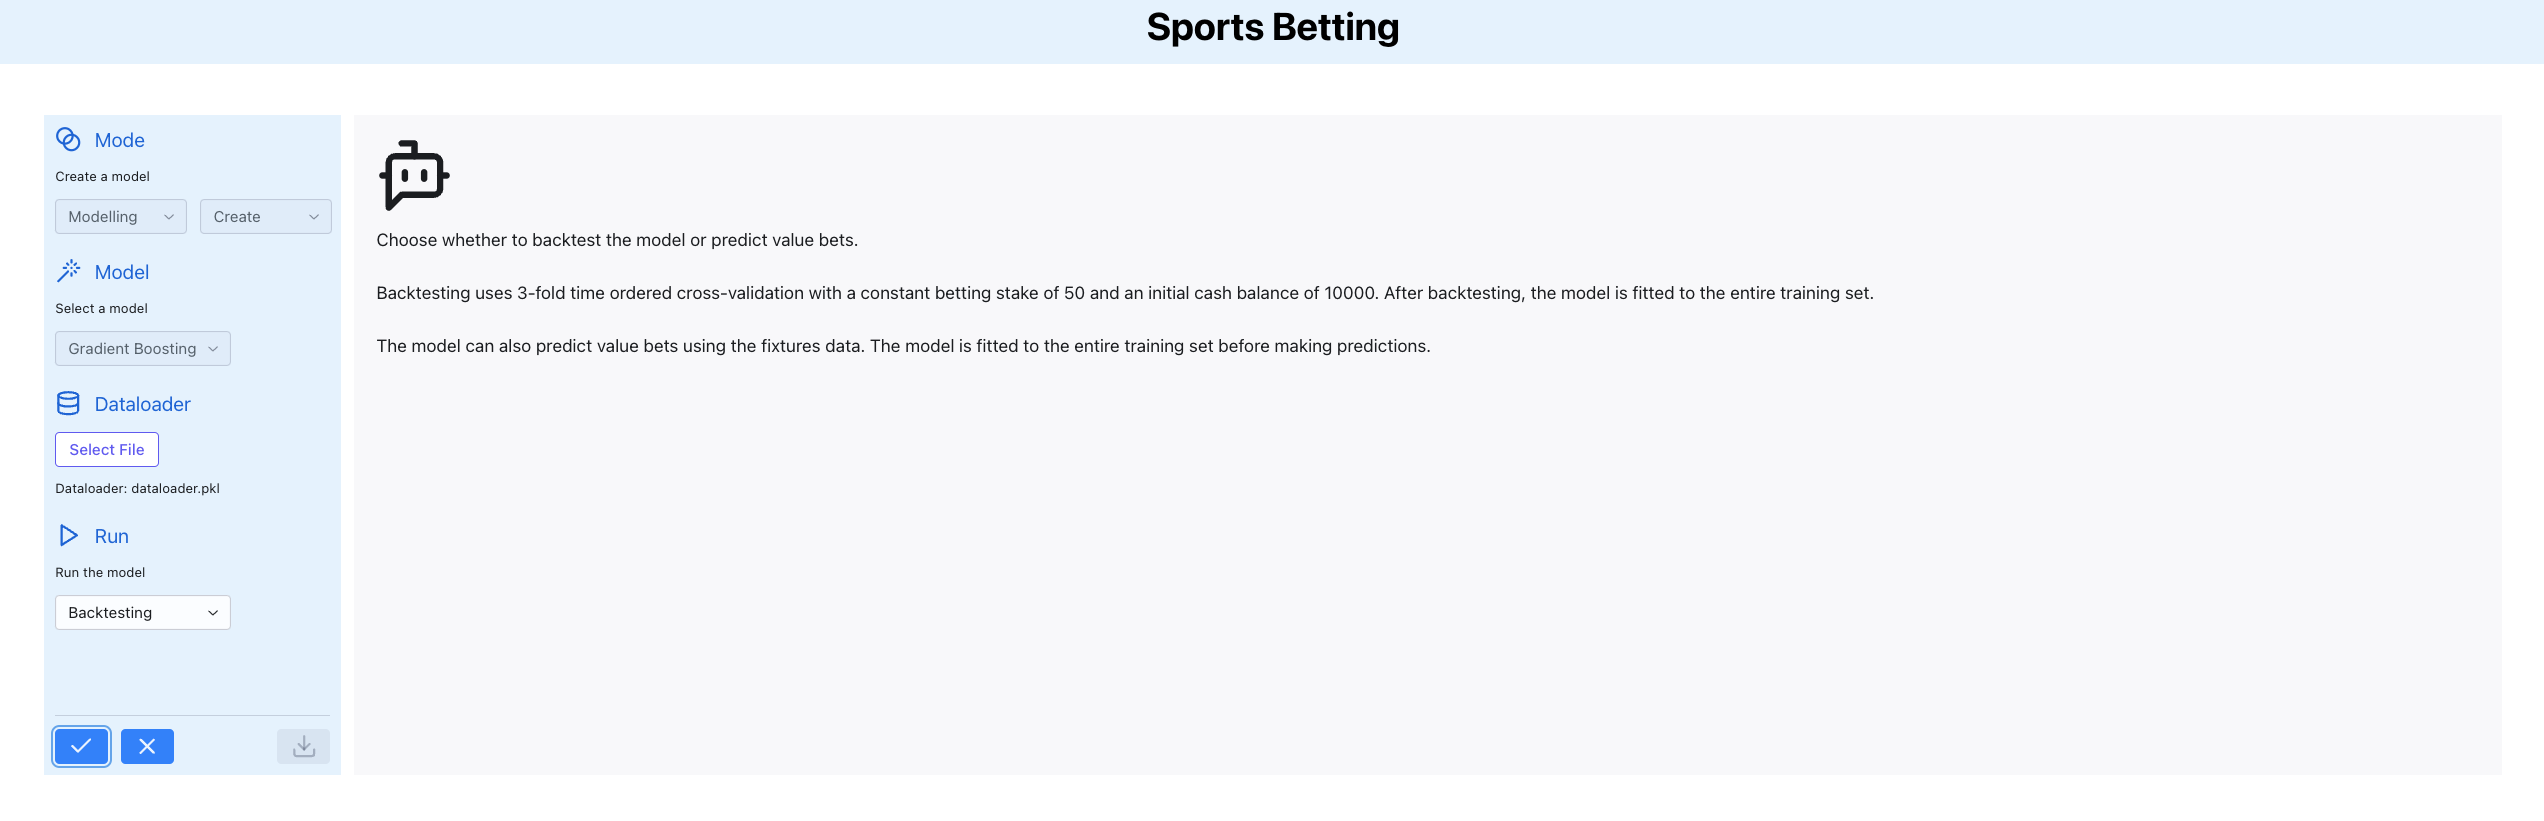 Sports Betting
Mode
Create a model
Modelling
Create
Model
Select a model
Gradient Boosting
Dataloader
Select File
Dataloader: dataloader.pkl
Run
Run the model
Backtesting
Choose whether to backtest the model or predict value bets.
Backtesting uses 3-fold time ordered cross-validation with a constant betting stake of 50 and an initial cash balance of 10000. After backtesting, the model is fitted to the entire training set.
The model can also predict value bets using the fixtures data. The model is fitted to the entire training set before making predictions.